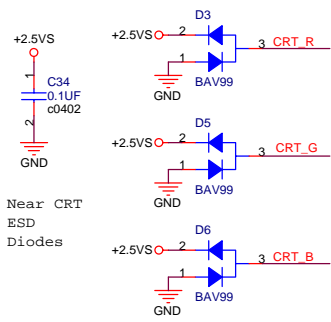 +2.5VS
1
C34
0.1UF
c0402
2
GND
Near CRT
ESD
Diodes
D3
+2.5VS
2
1
3
CRT_R
BAV99
GND
D5
+2.5VS
2
1
3
CRT_G
BAV99
GND
D6
+2.5VS
2
1
3
CRT_B
BAV99
GND